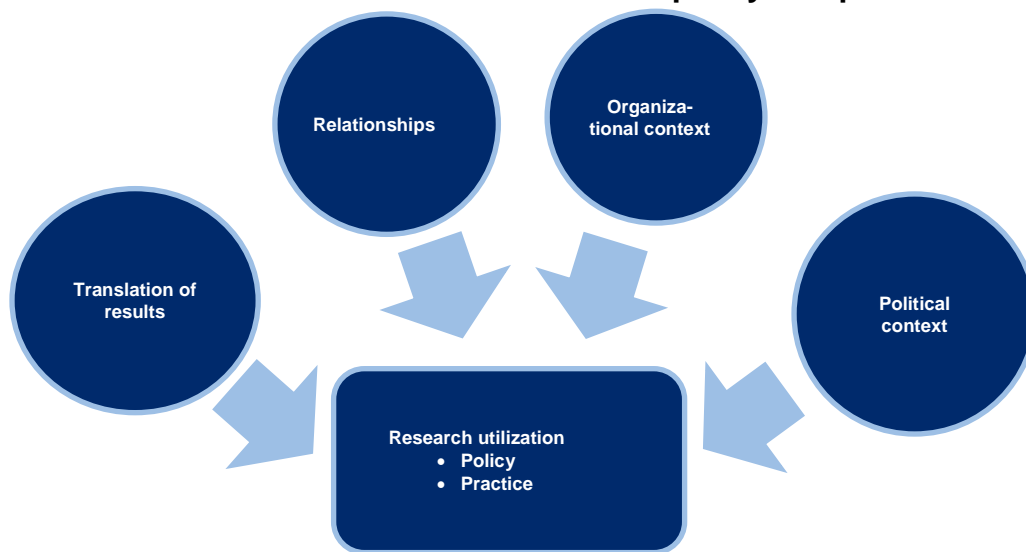 Relationships
Organiza-
tional context
Translation of
results
Political
context
Research utilization
• Policy
• Practice